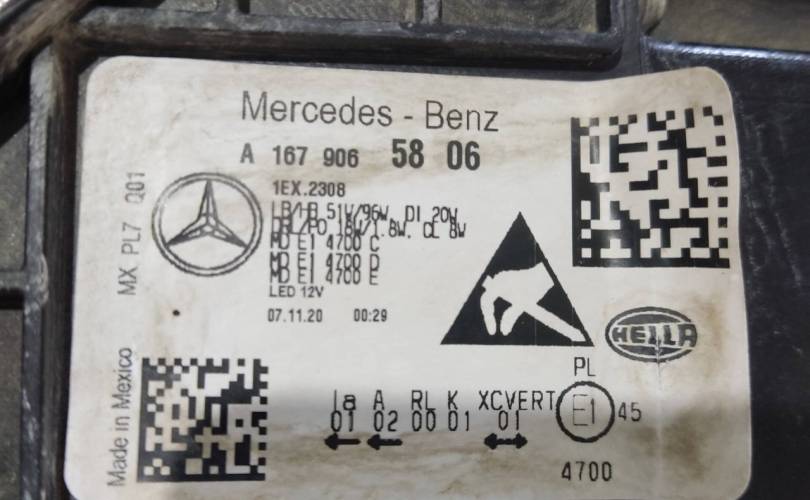 Mercedes - Benz
A 167 906 58 06
1EX.2308
LB/HB 51W/96W, DI 20W
DRL/PO 18W/1.8W, CL 8W
MD E1 4700 C
MD E1 4700 D
MD E1 4700 E
LED 12V
07.11.20 00:29
MX PL7 Q01
Made in Mexico
HELLA
PL
Ia A RL K XCVERT E1 45
01 02 00 01 01
4700